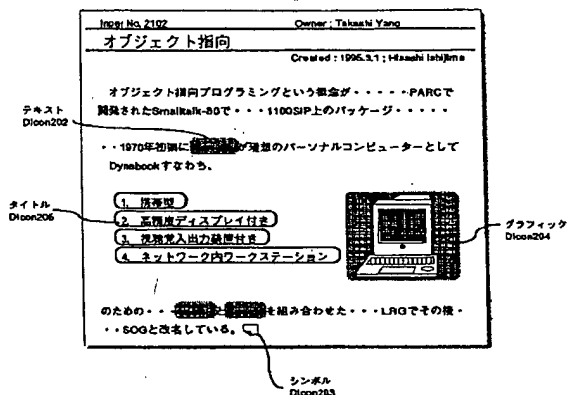 Inper No, 2102 Owner ; Takashi Yang
オブジェクト指向
Created : 1995.3.1 ; Hisashi Ishijima
オブジェクト指向プログラミングという概念が・・・・・PARCで
開発されたSmalltalk-80で・・・1100SIP上のパッケージ・・・・・
テキスト
DIcon202
・・1970年初頭に が理想のパーソナルコンピューターとして
Dynabookすなわち。
タイトル
DIcon205
1. 携帯型
2. 高精度ディスプレイ付き
3. 視聴覚入出力装置付き
4. ネットワーク内ワークステーション
グラフィック
DIcon204
のための・・ と を組み合わせた・・・LRGでその後・
・・SOGと改名している。
シンボル
DIcon203